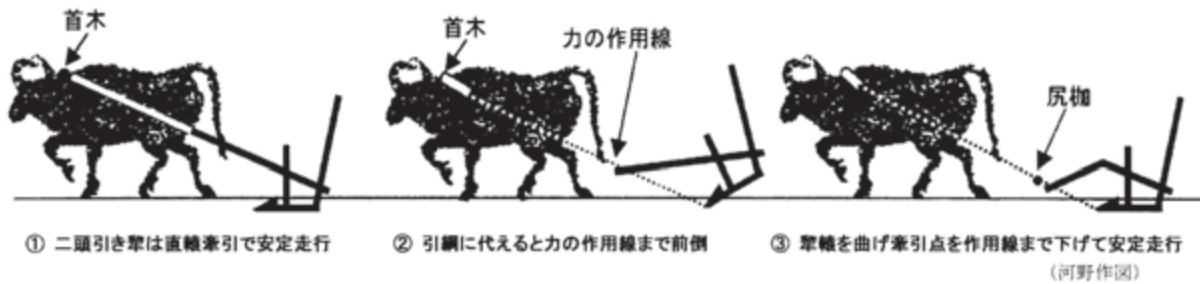 首木
首木
力の作用線
尻枷
① 二頭引き犂は直轅牽引で安定走行
② 引綱に代えると力の作用線まで前倒
③ 犂轅を曲げ牽引点を作用線まで下げて安定走行
(河野作図)